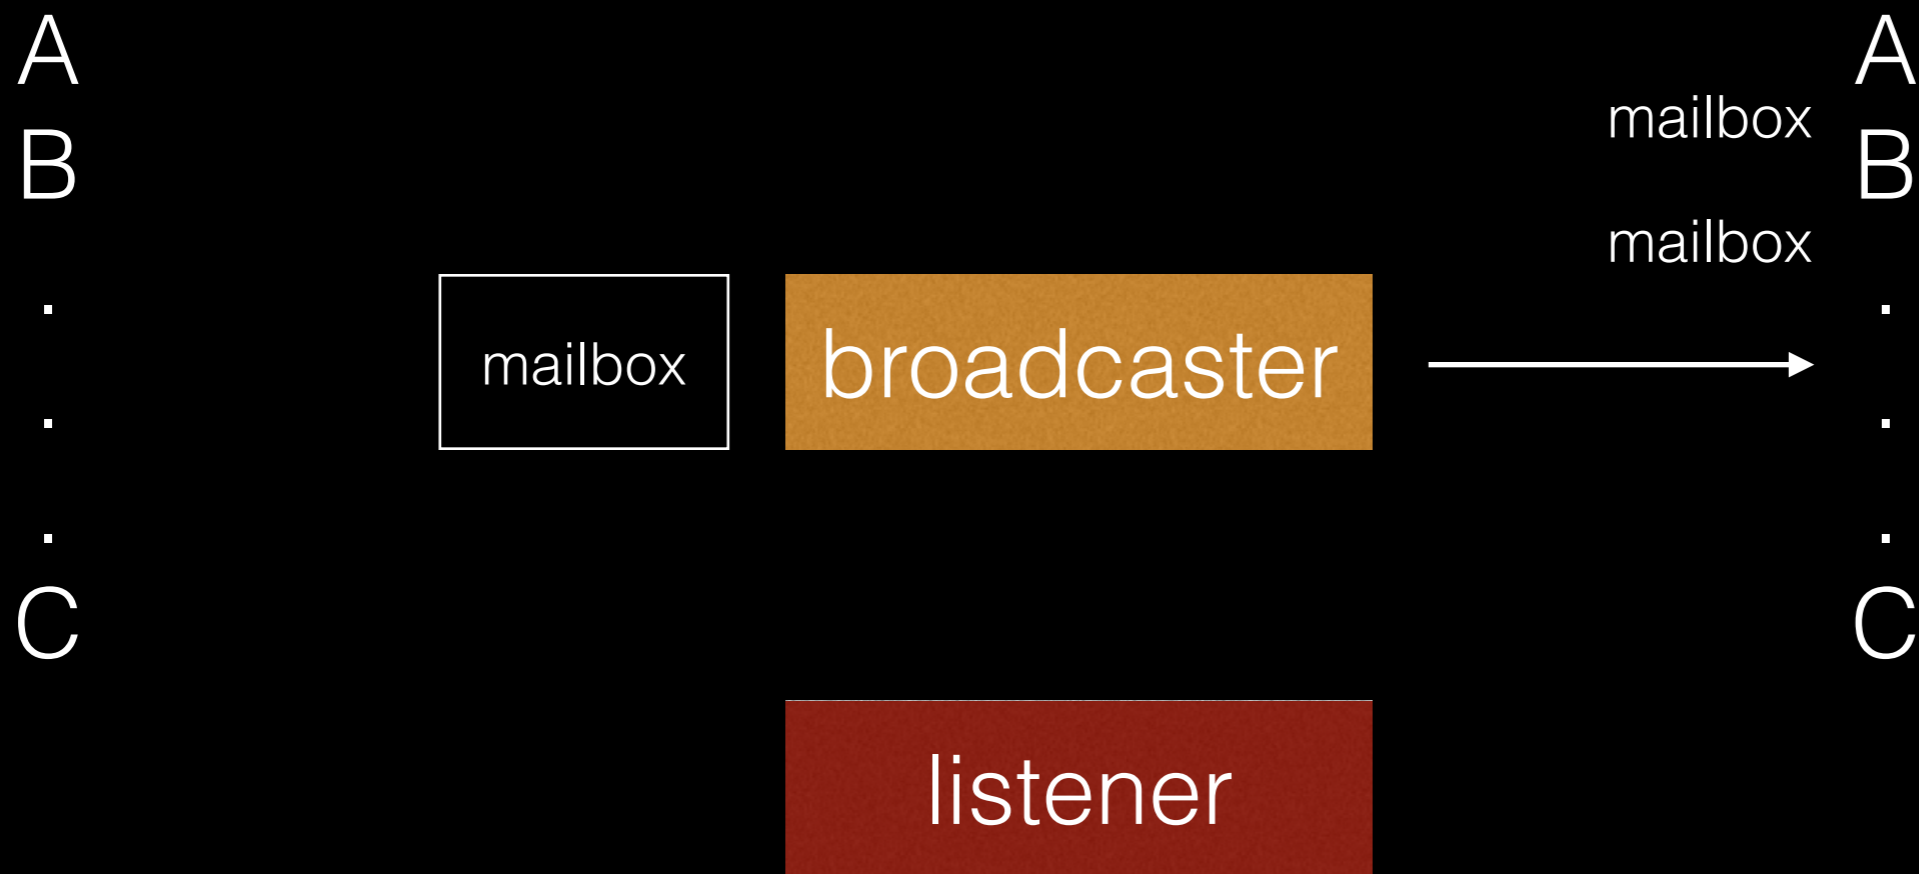 A
B
.
.
.
C
mailbox
broadcaster
listener
mailbox
mailbox
A
B
.
.
.
C